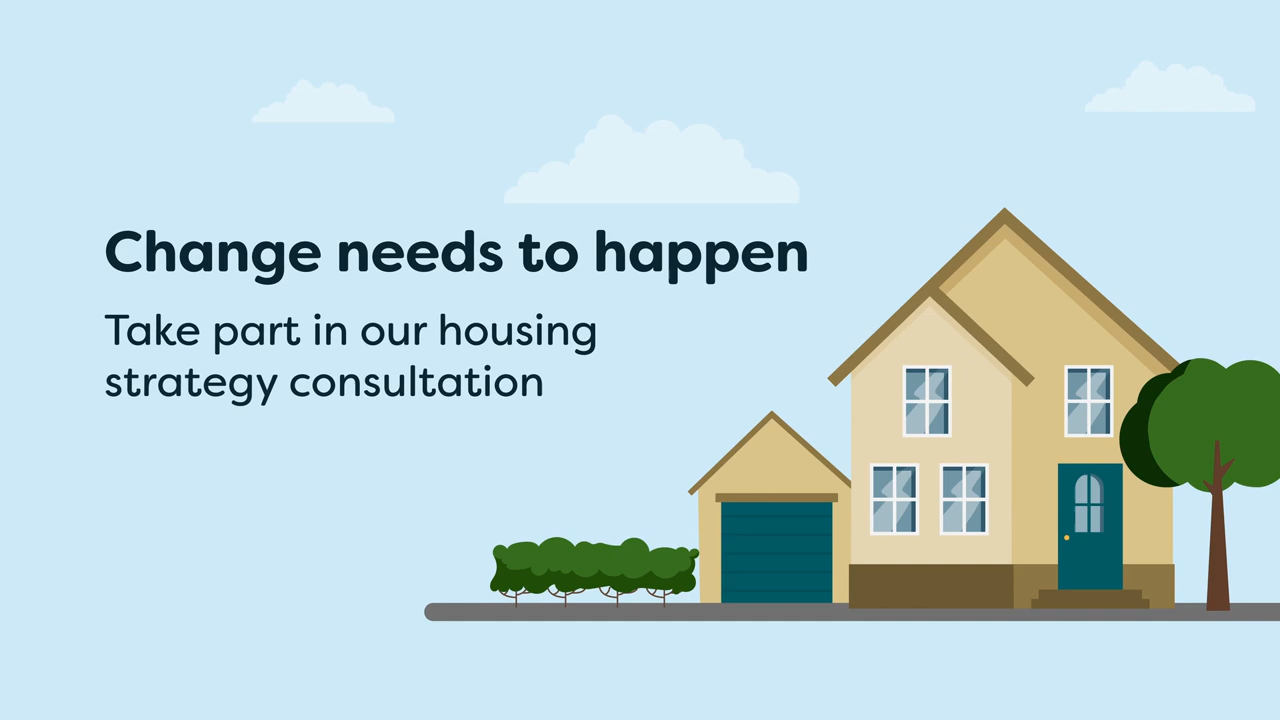 Change needs to happen
Take part in our housing
strategy consultation